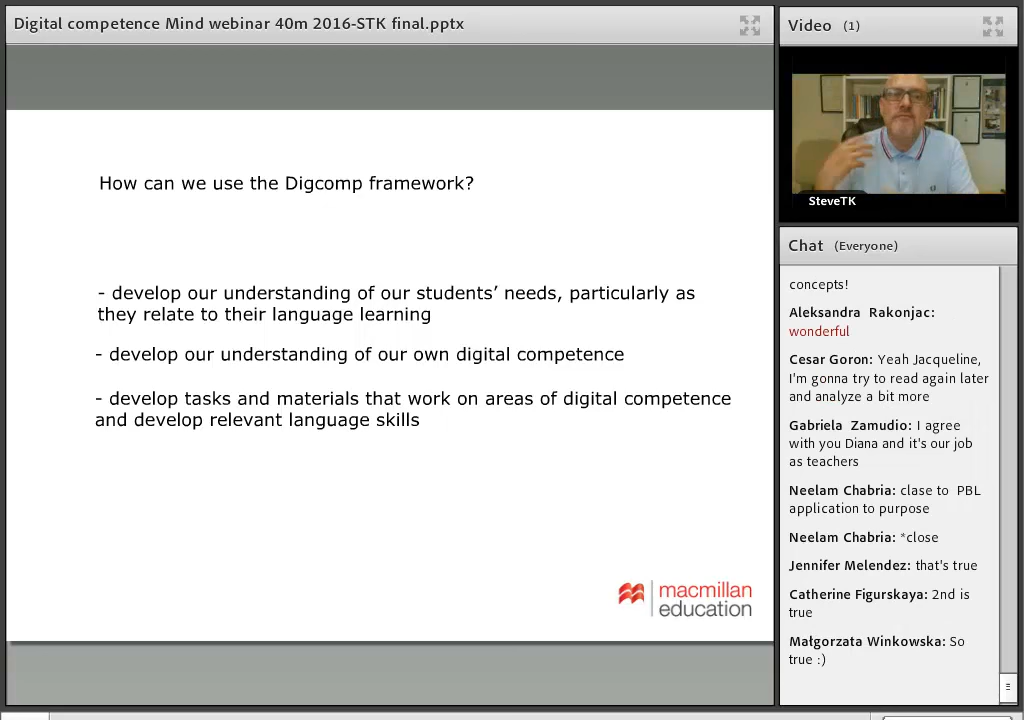 Digital competence Mind webinar 40m 2016-STK final.pptx
How can we use the Digcomp framework?
- develop our understanding of our students’ needs, particularly as
they relate to their language learning
- develop our understanding of our own digital competence
- develop tasks and materials that work on areas of digital competence
and develop relevant language skills
macmillan
education
Video (1)
SteveTK
Chat (Everyone)
concepts!
Aleksandra Rakonjac:
wonderful
Cesar Goron: Yeah Jacqueline,
I'm gonna try to read again later
and analyze a bit more
Gabriela Zamudio: I agree
with you Diana and it's our job
as teachers
Neelam Chabria: clase to PBL
application to purpose
Neelam Chabria: *close
Jennifer Melendez: that's true
Catherine Figurskaya: 2nd is
true
Małgorzata Winkowska: So
true :)